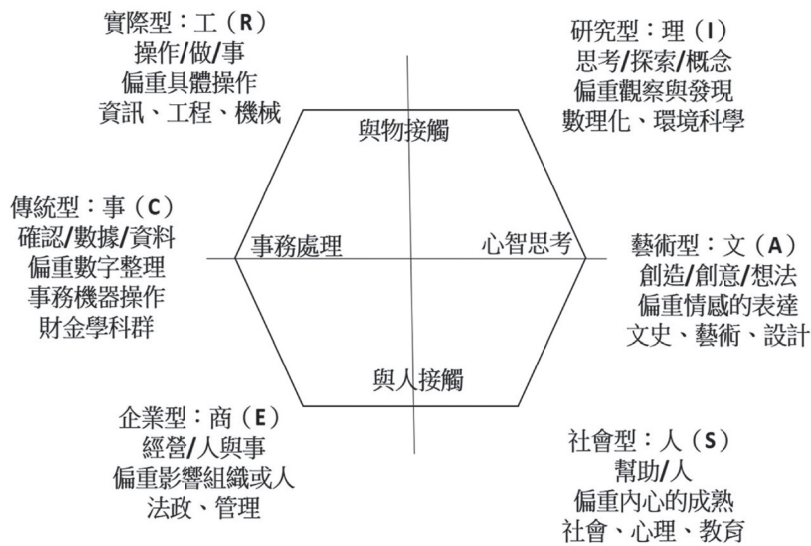 實際型：工（R）
操作/做/事
偏重具體操作
資訊、工程、機械
研究型：理（I）
思考/探索/概念
偏重觀察與發現
數理化、環境科學
與物接觸
傳統型：事（C）
確認/數據/資料
偏重數字整理
事務機器操作
財金學科群
事務處理
心智思考
藝術型：文（A）
創造/創意/想法
偏重情感的表達
文史、藝術、設計
與人接觸
企業型：商（E）
經營/人與事
偏重影響組織或人
法政、管理
社會型：人（S）
幫助/人
偏重內心的成熟
社會、心理、教育